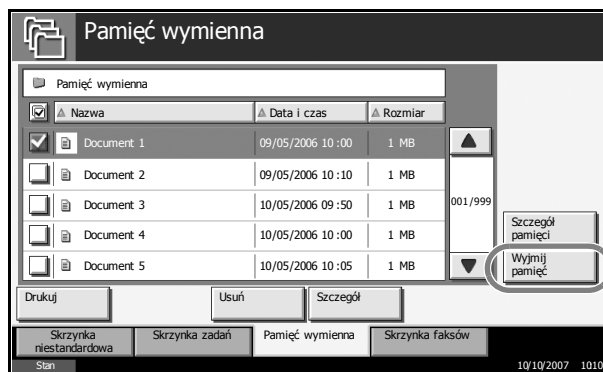 Pamięć wymienna
Pamięć wymienna
Nazwa Data i czas Rozmiar
Document 1 09/05/2006 10:00 1 MB
Document 2 09/05/2006 10:10 1 MB
Document 3 10/05/2006 09:50 1 MB
Document 4 10/05/2006 10:00 1 MB
Document 5 10/05/2006 10:05 1 MB
001/999
Szczegół
pamięci
Wyjmij
pamięć
Drukuj Usuń Szczegół
Skrzynka
niestandardowa
Skrzynka zadań
Pamięć wymienna
Skrzynka faksów
Stan 10/10/2007 1010